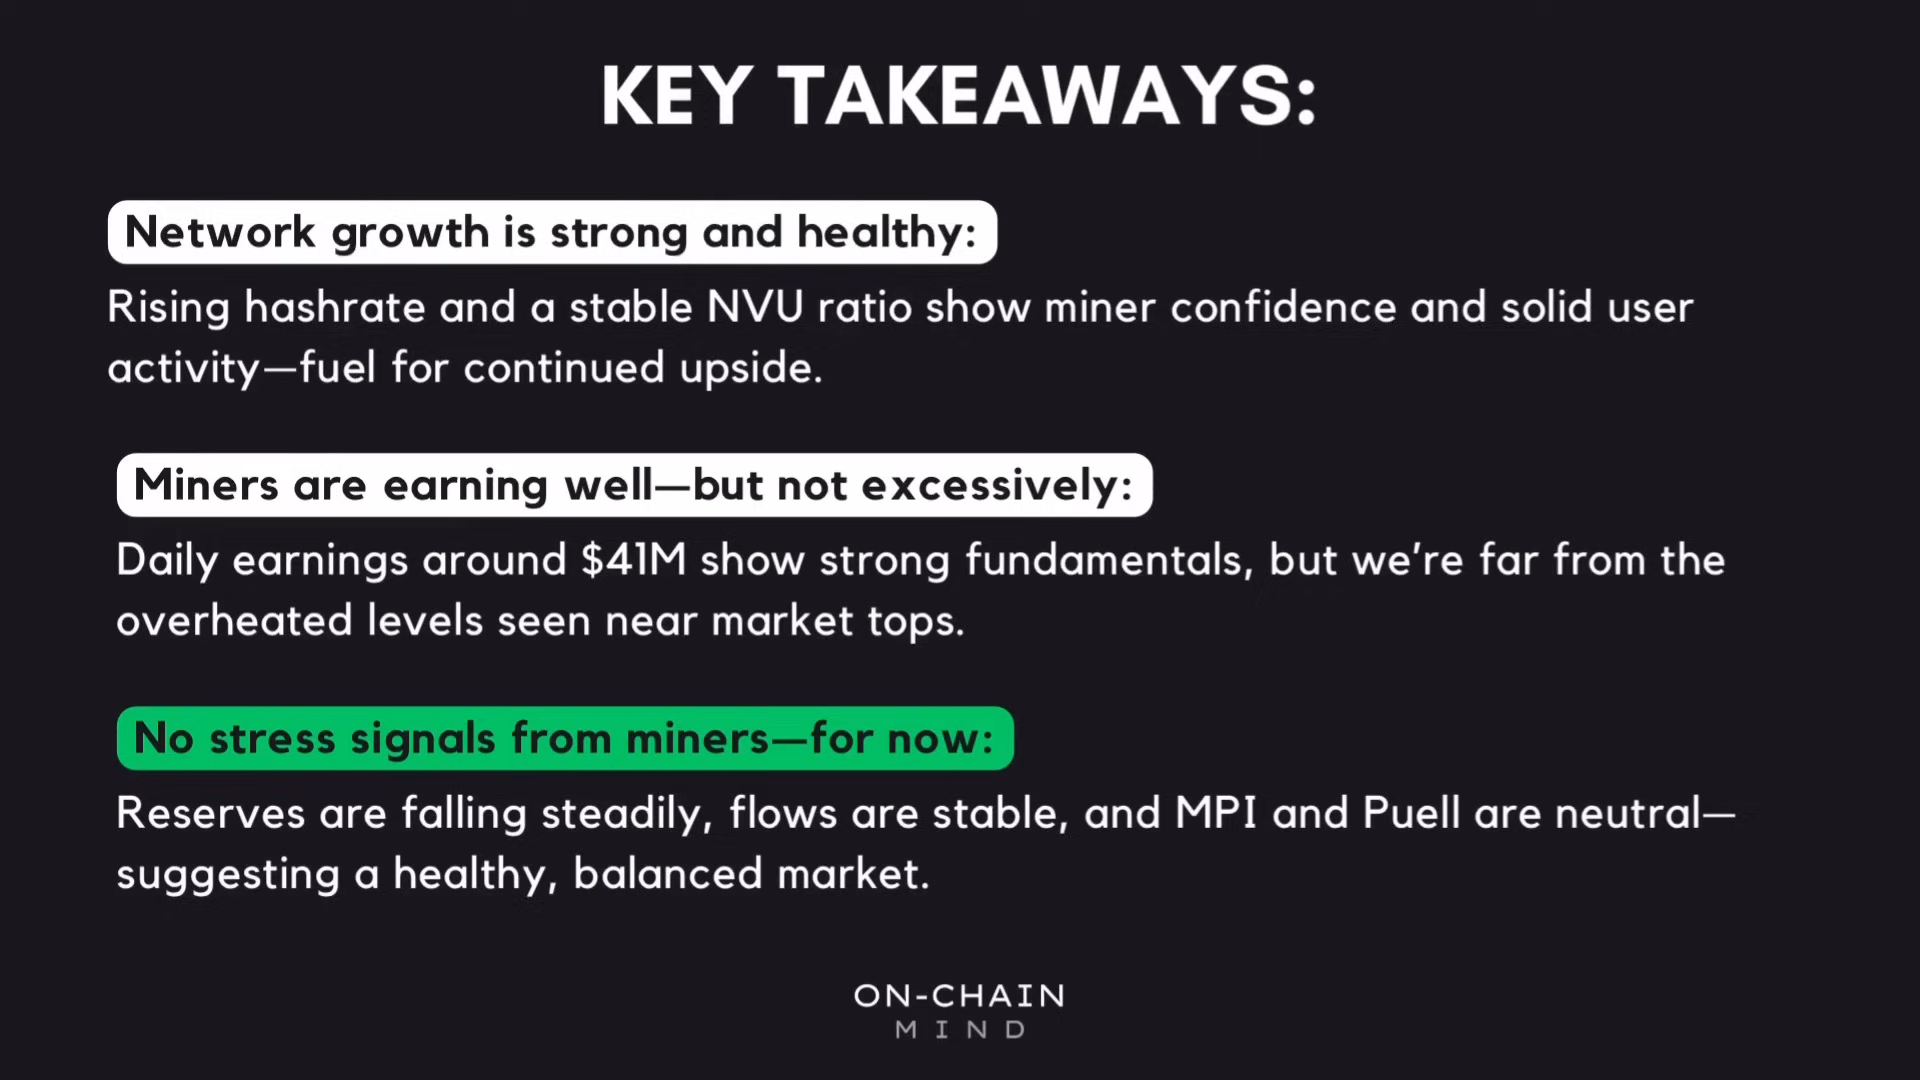 KEY TAKEAWAYS:
Network growth is strong and healthy:
Rising hashrate and a stable NVU ratio show miner confidence and solid user
activity—fuel for continued upside.
Miners are earning well—but not excessively:
Daily earnings around $41M show strong fundamentals, but we’re far from the
overheated levels seen near market tops.
No stress signals from miners—for now:
Reserves are falling steadily, flows are stable, and MPI and Puell are neutral—
suggesting a healthy, balanced market.
ON-CHAIN
MIND